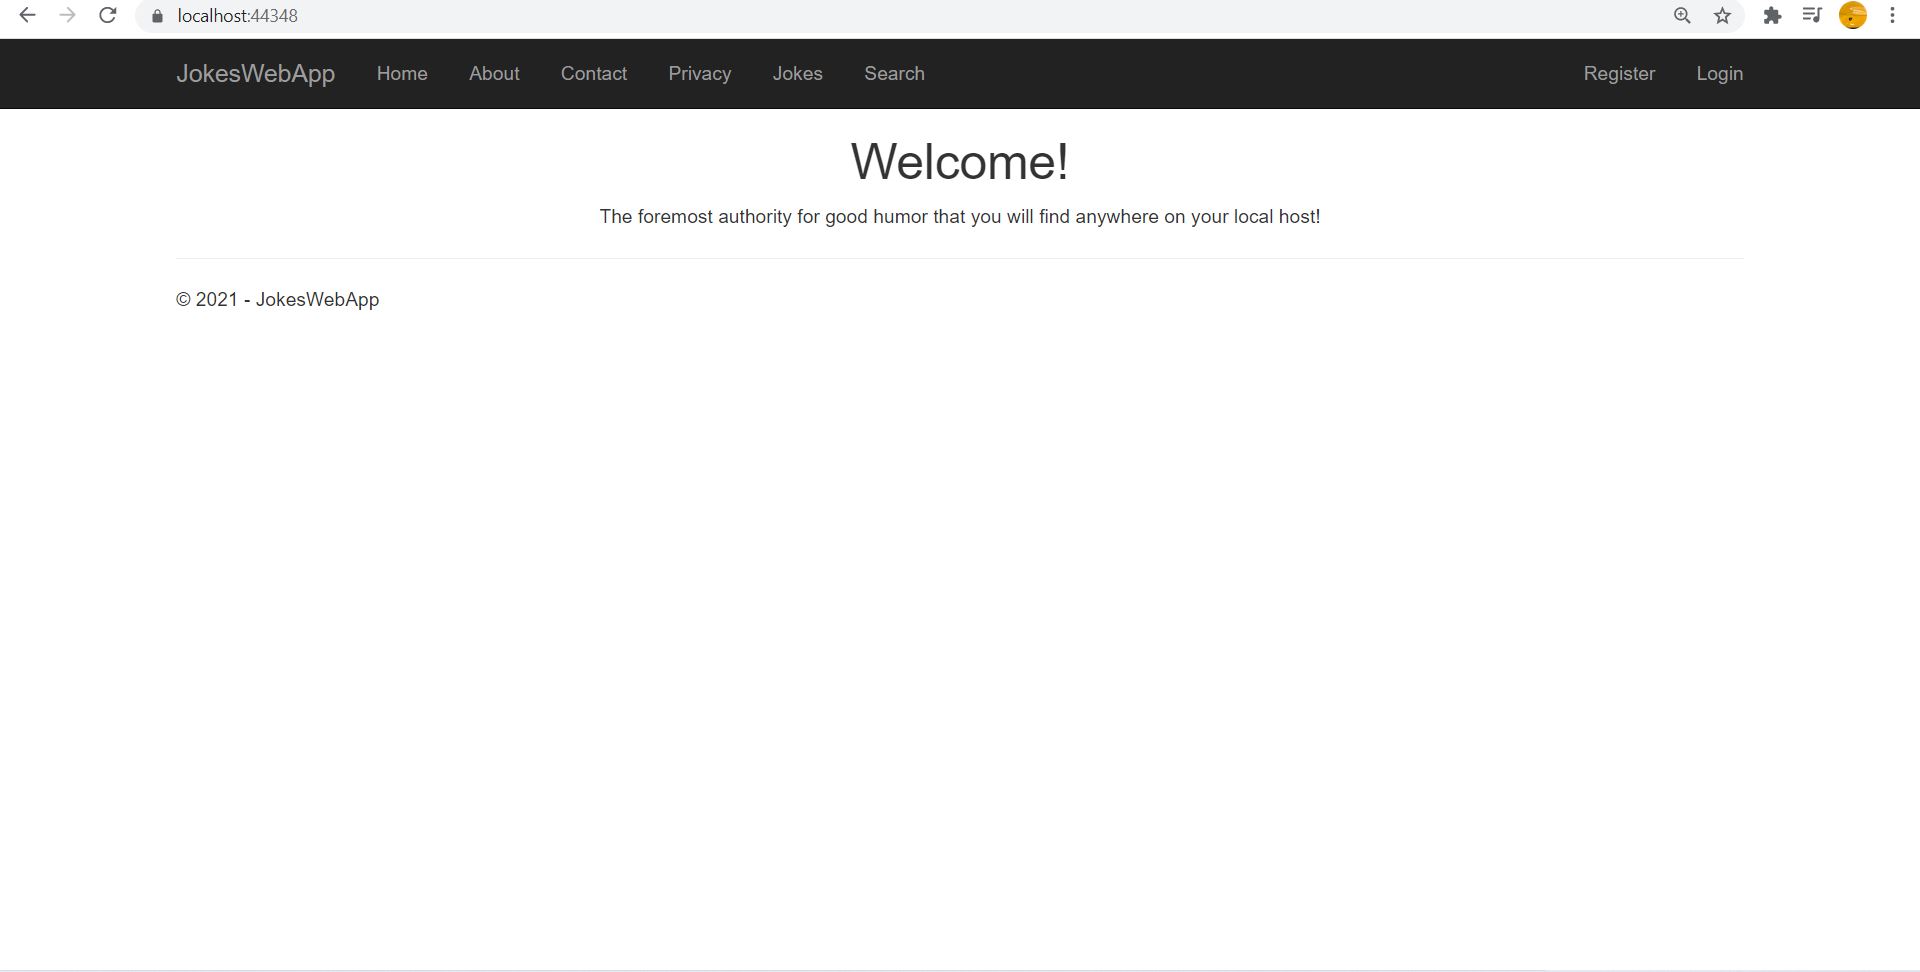 localhost:44348
JokesWebApp Home About Contact Privacy Jokes Search Register Login
Welcome!
The foremost authority for good humor that you will find anywhere on your local host!
© 2021 - JokesWebApp